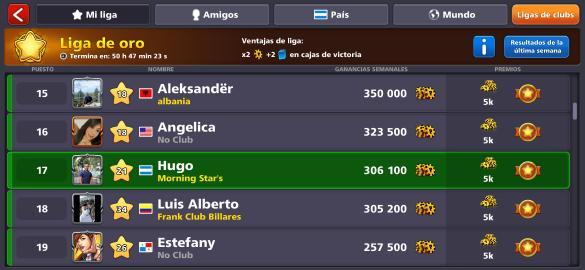 Mi liga
Amigos
País
Mundo
Ligas de clubs
Liga de oro
Termina en: 50 h 47 min 23 s
Ventajas de liga:
x2 +2 en cajas de victoria
i
Resultados de la
última semana
PUESTO NOMBRE GANANCIAS SEMANALES PREMIOS
15 18 Aleksandër 350 000
albania 5k
16 18 Angelica 323 500
No Club 5k
17 21 Hugo 306 100
Morning Star's 5k
18 34 Luis Alberto 305 200
Frank Club Billares 5k
19 26 Estefany 257 500
No Club 5k